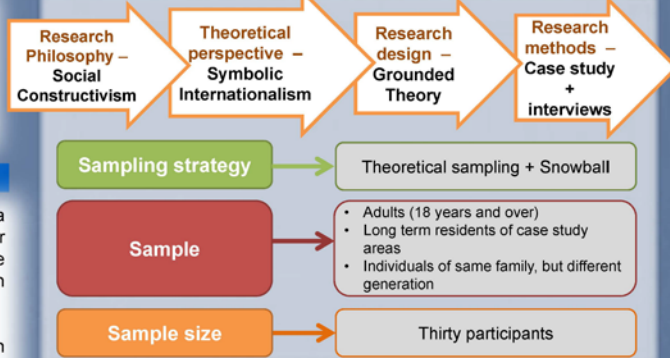 Research
Philosophy –
Social
Constructivism
Theoretical
perspective –
Symbolic
Internationalism
Research
design –
Grounded
Theory
Research
methods –
Case study
+
interviews
Sampling strategy
Theoretical sampling + Snowball
Sample
• Adults (18 years and over)
• Long term residents of case study
areas
• Individuals of same family, but different
generation
Sample size
Thirty participants